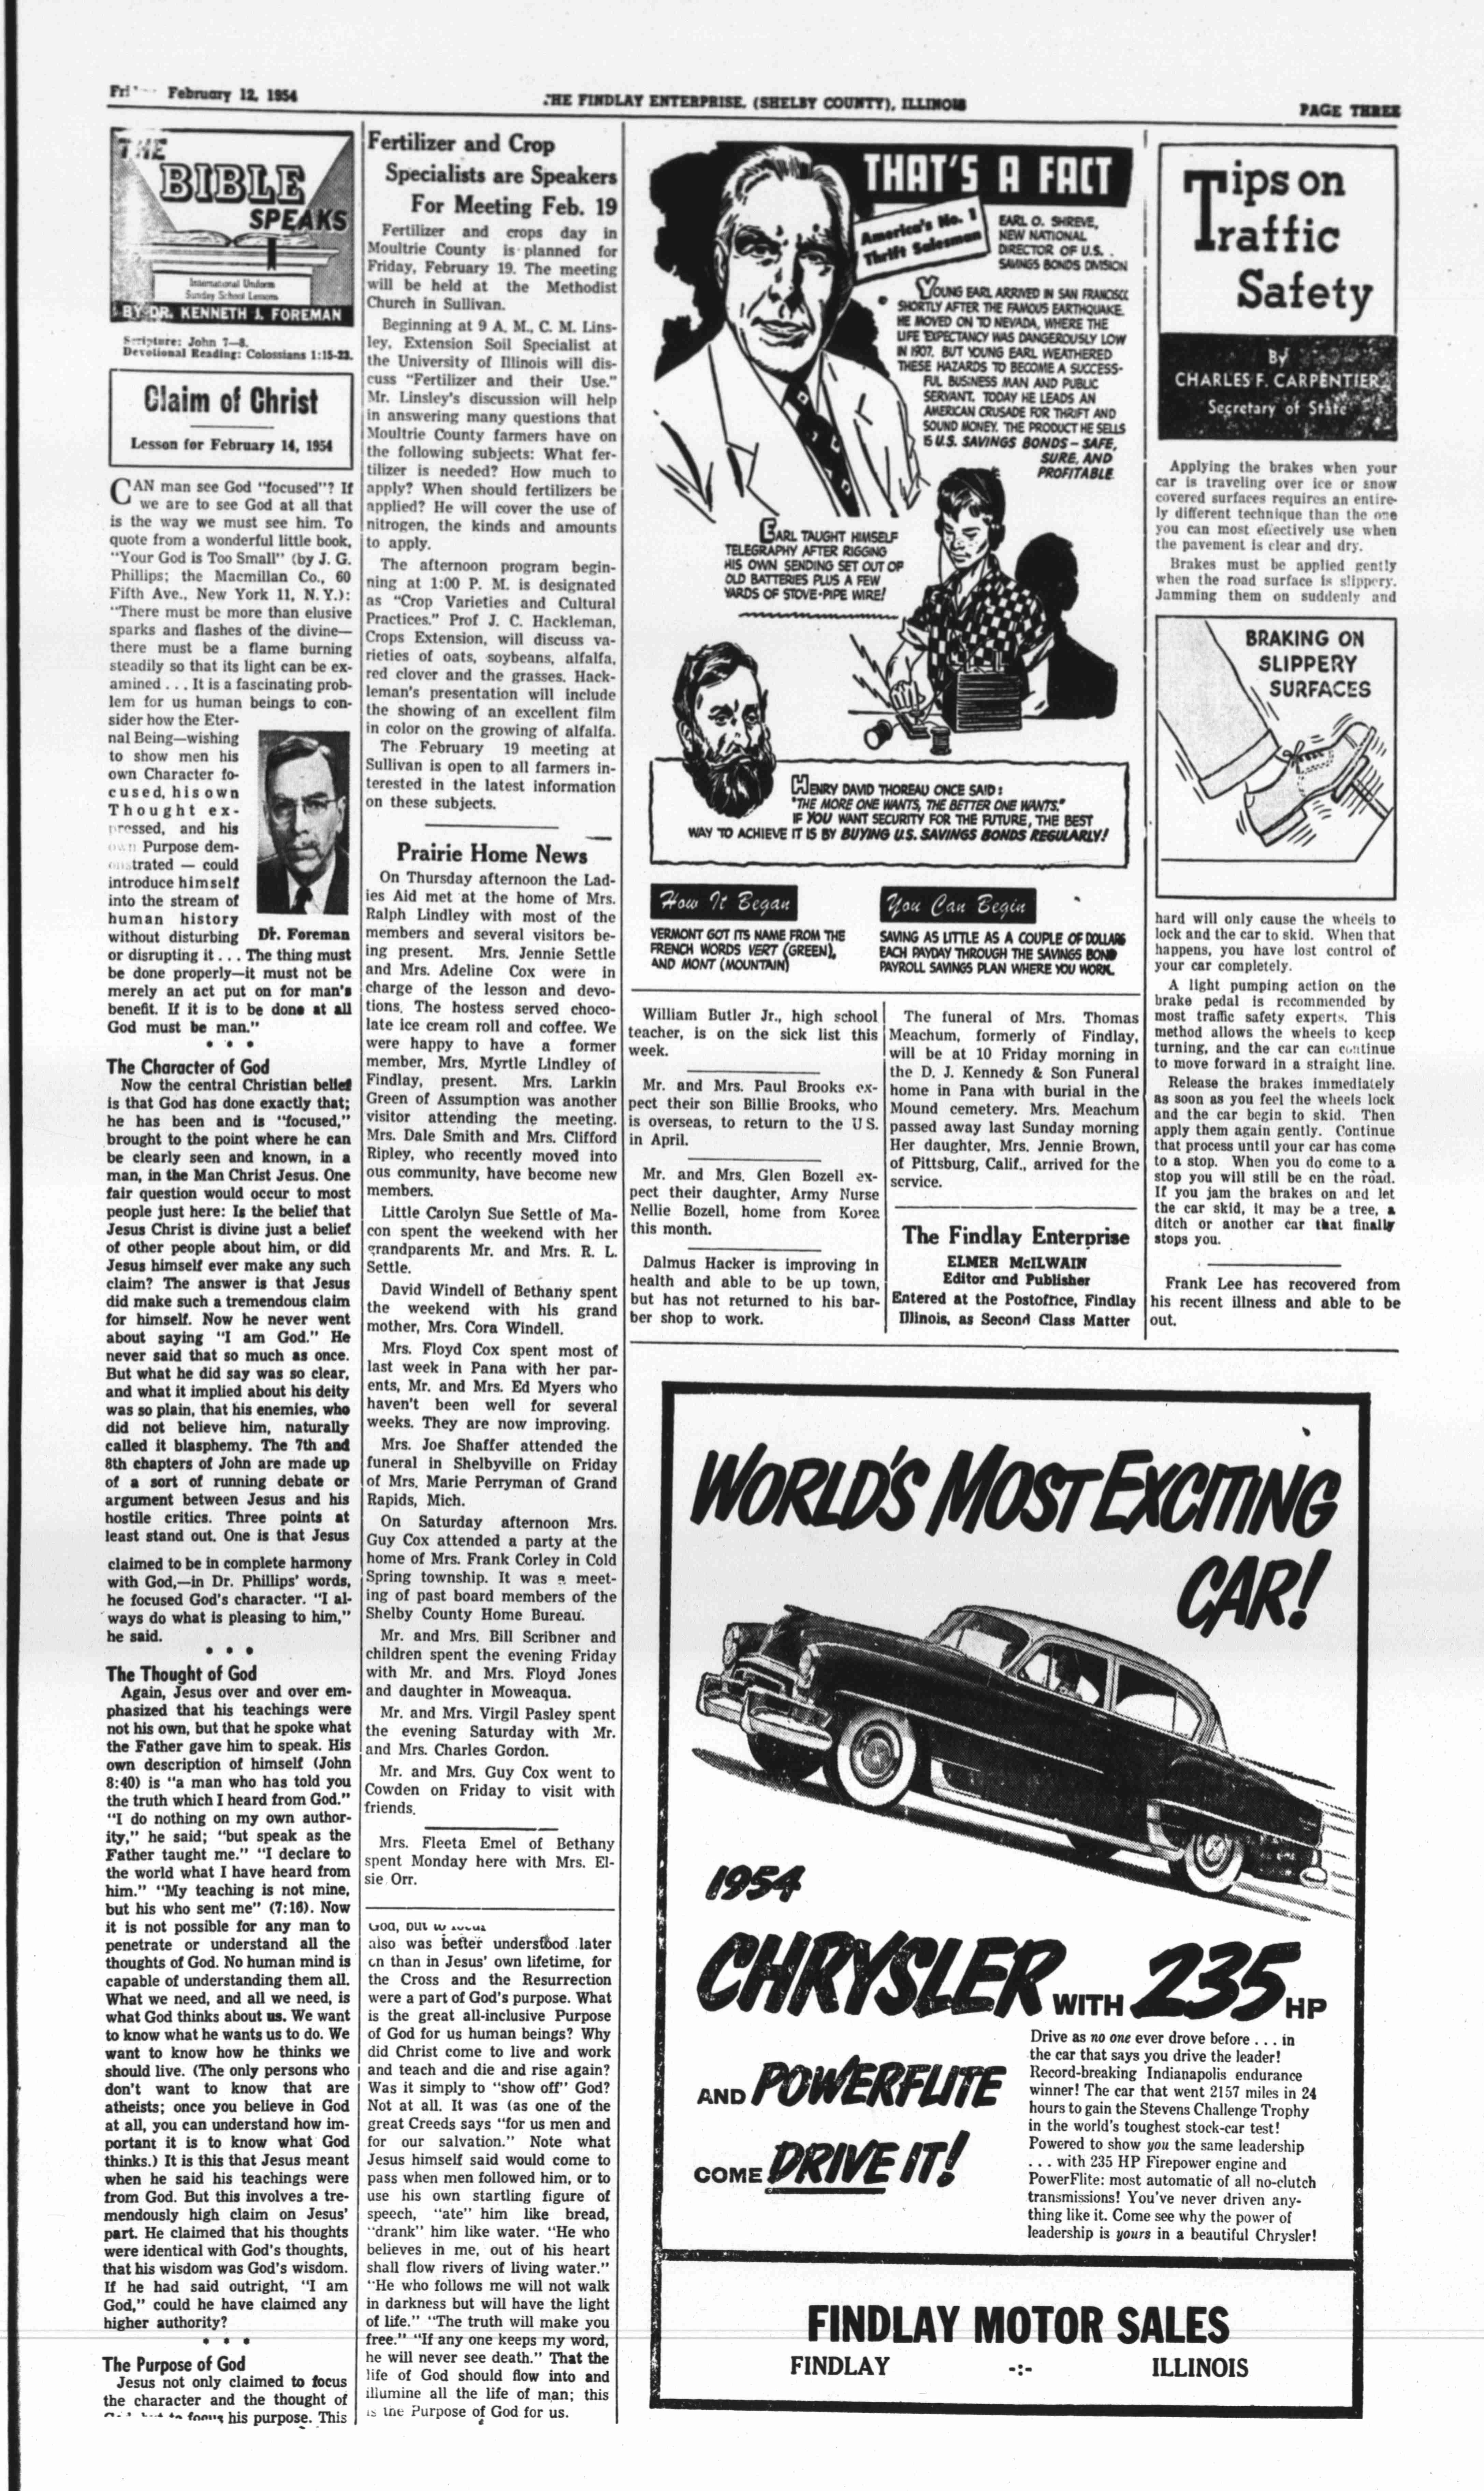 February 12, 1954
THE FINDLAY ENTERPRISE, (SHELBY COUNTY), ILLINOIS
PAGE THREE
THE
BIBLE
SPEAKS
International Uniform
Sunday School Lessons
BY DR. KENNETH J. FOREMAN
Scripture: John 7—8.
Devotional Reading: Colossians 1:15-23.
Claim of Christ
Lesson for February 14, 1954
CAN man see God "focused"? If
we are to see God at all that
is the way we must see him. To
quote from a wonderful little book,
"Your God is Too Small" (by J. G.
Phillips; the Macmillan Co., 60
Fifth Ave., New York 11, N. Y.):
"There must be more than elusive
sparks and flashes of the divine—
there must be a flame burning
steadily so that its light can be ex-
amined . . . It is a fascinating prob-
lem for us human beings to con-
sider how the Eter-
nal Being—wishing
to show men his
own Character fo-
cused, his own
Thought ex-
pressed, and his
own Purpose dem-
onstrated — could
introduce himself
into the stream of
human history
without disturbing
Dr. Foreman
or disrupting it . . . The thing must
be done properly—it must not be
merely an act put on for man's
benefit. If it is to be done at all
God must be man."
• • •
The Character of God
Now the central Christian belief
is that God has done exactly that;
he has been and is "focused,"
brought to the point where he can
be clearly seen and known, in a
man, in the Man Christ Jesus. One
fair question would occur to most
people just here: Is the belief that
Jesus Christ is divine just a belief
of other people about him, or did
Jesus himself ever make any such
claim? The answer is that Jesus
did make such a tremendous claim
for himself. Now he never went
about saying "I am God." He
never said that so much as once.
But what he did say was so clear,
and what it implied about his deity
was so plain, that his enemies, who
did not believe him, naturally
called it blasphemy. The 7th and
8th chapters of John are made up
of a sort of running debate or
argument between Jesus and his
hostile critics. Three points at
least stand out. One is that Jesus
claimed to be in complete harmony
with God,—in Dr. Phillips' words,
he focused God's character. "I al-
ways do what is pleasing to him,"
he said.
• • •
The Thought of God
Again, Jesus over and over em-
phasized that his teachings were
not his own, but that he spoke what
the Father gave him to speak. His
own description of himself (John
8:40) is "a man who has told you
the truth which I heard from God."
"I do nothing on my own author-
ity," he said; "but speak as the
Father taught me." "I declare to
the world what I have heard from
him." "My teaching is not mine,
but his who sent me" (7:16). Now
it is not possible for any man to
penetrate or understand all the
thoughts of God. No human mind is
capable of understanding them all.
What we need, and all we need, is
what God thinks about us. We want
to know what he wants us to do. We
want to know how he thinks we
should live. (The only persons who
don't want to know that are
atheists; once you believe in God
at all, you can understand how im-
portant it is to know what God
thinks.) It is this that Jesus meant
when he said his teachings were
from God. But this involves a tre-
mendously high claim on Jesus'
part. He claimed that his thoughts
were identical with God's thoughts,
that his wisdom was God's wisdom.
If he had said outright, "I am
God," could he have claimed any
higher authority?
• • •
The Purpose of God
Jesus not only claimed to focus
the character and the thought of
God, but to focus his purpose. This
Fertilizer and Crop
Specialists are Speakers
For Meeting Feb. 19
Fertilizer and crops day in
Moultrie County is planned for
Friday, February 19. The meeting
will be held at the Methodist
Church in Sullivan.
Beginning at 9 A. M., C. M. Lins-
ley, Extension Soil Specialist at
the University of Illinois will dis-
cuss "Fertilizer and their Use."
Mr. Linsley's discussion will help
in answering many questions that
Moultrie County farmers have on
the following subjects: What fer-
tilizer is needed? How much to
apply? When should fertilizers be
applied? He will cover the use of
nitrogen, the kinds and amounts
to apply.
The afternoon program begin-
ning at 1:00 P. M. is designated
as "Crop Varieties and Cultural
Practices." Prof J. C. Hackleman,
Crops Extension, will discuss va-
rieties of oats, soybeans, alfalfa,
red clover and the grasses. Hack-
leman's presentation will include
the showing of an excellent film
in color on the growing of alfalfa.
The February 19 meeting at
Sullivan is open to all farmers in-
terested in the latest information
on these subjects.
Prairie Home News
On Thursday afternoon the Lad-
ies Aid met at the home of Mrs.
Ralph Lindley with most of the
members and several visitors be-
ing present. Mrs. Jennie Settle
and Mrs. Adeline Cox were in
charge of the lesson and devo-
tions. The hostess served choco-
late ice cream roll and coffee. We
were happy to have a former
member, Mrs. Myrtle Lindley of
Findlay, present. Mrs. Larkin
Green of Assumption was another
visitor attending the meeting.
Mrs. Dale Smith and Mrs. Clifford
Ripley, who recently moved into
ous community, have become new
members.
Little Carolyn Sue Settle of Ma-
con spent the weekend with her
grandparents Mr. and Mrs. R. L.
Settle.
David Windell of Bethany spent
the weekend with his grand
mother, Mrs. Cora Windell.
Mrs. Floyd Cox spent most of
last week in Pana with her par-
ents, Mr. and Mrs. Ed Myers who
haven't been well for several
weeks. They are now improving.
Mrs. Joe Shaffer attended the
funeral in Shelbyville on Friday
of Mrs. Marie Perryman of Grand
Rapids, Mich.
On Saturday afternoon Mrs.
Guy Cox attended a party at the
home of Mrs. Frank Corley in Cold
Spring township. It was a meet-
ing of past board members of the
Shelby County Home Bureau.
Mr. and Mrs. Bill Scribner and
children spent the evening Friday
with Mr. and Mrs. Floyd Jones
and daughter in Moweaqua.
Mr. and Mrs. Virgil Pasley spent
the evening Saturday with Mr.
and Mrs. Charles Gordon.
Mr. and Mrs. Guy Cox went to
Cowden on Friday to visit with
friends.
Mrs. Fleeta Emel of Bethany
spent Monday here with Mrs. El-
sie Orr.
God, but to focus
also was better understood later
on than in Jesus' own lifetime, for
the Cross and the Resurrection
were a part of God's purpose. What
is the great all-inclusive Purpose
of God for us human beings? Why
did Christ come to live and work
and teach and die and rise again?
Was it simply to "show off" God?
Not at all. It was (as one of the
great Creeds says "for us men and
for our salvation." Note what
Jesus himself said would come to
pass when men followed him, or to
use his own startling figure of
speech, "ate" him like bread,
"drank" him like water. "He who
believes in me, out of his heart
shall flow rivers of living water."
"He who follows me will not walk
in darkness but will have the light
of life." "The truth will make you
free." "If any one keeps my word,
he will never see death." That the
life of God should flow into and
illumine all the life of man; this
is the Purpose of God for us.
THAT'S A FACT
America's No. 1
Thrift Salesman
EARL O. SHREVE,
NEW NATIONAL
DIRECTOR OF U.S.
SAVINGS BONDS DIVISION
YOUNG EARL ARRIVED IN SAN FRANCISCO
SHORTLY AFTER THE FAMOUS EARTHQUAKE.
HE MOVED ON TO NEVADA, WHERE THE
LIFE EXPECTANCY WAS DANGEROUSLY LOW
IN 1907. BUT YOUNG EARL WEATHERED
THESE HAZARDS TO BECOME A SUCCESS-
FUL BUSINESS MAN AND PUBLIC
SERVANT. TODAY HE LEADS AN
AMERICAN CRUSADE FOR THRIFT AND
SOUND MONEY. THE PRODUCT HE SELLS
IS U.S. SAVINGS BONDS — SAFE,
SURE, AND
PROFITABLE
EARL TAUGHT HIMSELF
TELEGRAPHY AFTER RIGGING
HIS OWN SENDING SET OUT OF
OLD BATTERIES PLUS A FEW
YARDS OF STOVE-PIPE WIRE!
HENRY DAVID THOREAU ONCE SAID:
"THE MORE ONE WANTS, THE BETTER ONE WANTS."
IF YOU WANT SECURITY FOR THE FUTURE, THE BEST
WAY TO ACHIEVE IT IS BY BUYING U.S. SAVINGS BONDS REGULARLY!
How It Began
VERMONT GOT ITS NAME FROM THE
FRENCH WORDS VERT (GREEN),
AND MONT (MOUNTAIN)
You Can Begin
SAVING AS LITTLE AS A COUPLE OF DOLLARS
EACH PAYDAY THROUGH THE SAVINGS BOND
PAYROLL SAVINGS PLAN WHERE YOU WORK.
William Butler Jr., high school
teacher, is on the sick list this
week.
Mr. and Mrs. Paul Brooks ex-
pect their son Billie Brooks, who
is overseas, to return to the U S.
in April.
Mr. and Mrs. Glen Bozell ex-
pect their daughter, Army Nurse
Nellie Bozell, home from Korea
this month.
Dalmus Hacker is improving in
health and able to be up town,
but has not returned to his bar-
ber shop to work.
The funeral of Mrs. Thomas
Meachum, formerly of Findlay,
will be at 10 Friday morning in
the D. J. Kennedy & Son Funeral
home in Pana with burial in the
Mound cemetery. Mrs. Meachum
passed away last Sunday morning
Her daughter, Mrs. Jennie Brown,
of Pittsburg, Calif., arrived for the
service.
The Findlay Enterprise
ELMER McILWAIN
Editor and Publisher
Entered at the Postoffice, Findlay
Illinois, as Second Class Matter
Tips on
Traffic
Safety
By
CHARLES F. CARPENTIER
Secretary of State
Applying the brakes when your
car is traveling over ice or snow
covered surfaces requires an entire-
ly different technique than the one
you can most effectively use when
the pavement is clear and dry.
Brakes must be applied gently
when the road surface is slippery.
Jamming them on suddenly and
BRAKING ON
SLIPPERY
SURFACES
hard will only cause the wheels to
lock and the car to skid. When that
happens, you have lost control of
your car completely.
A light pumping action on the
brake pedal is recommended by
most traffic safety experts. This
method allows the wheels to keep
turning, and the car can continue
to move forward in a straight line.
Release the brakes immediately
as soon as you feel the wheels lock
and the car begin to skid. Then
apply them again gently. Continue
that process until your car has come
to a stop. When you do come to a
stop you will still be on the road.
If you jam the brakes on and let
the car skid, it may be a tree, a
ditch or another car that finally
stops you.
Frank Lee has recovered from
his recent illness and able to be
out.
WORLD'S MOST EXCITING
CAR!
1954
CHRYSLER WITH 235 HP
AND POWERFLITE
COME DRIVE IT!
Drive as no one ever drove before . . . in
the car that says you drive the leader!
Record-breaking Indianapolis endurance
winner! The car that went 2157 miles in 24
hours to gain the Stevens Challenge Trophy
in the world's toughest stock-car test!
Powered to show you the same leadership
. . . with 235 HP Firepower engine and
PowerFlite: most automatic of all no-clutch
transmissions! You've never driven any-
thing like it. Come see why the power of
leadership is yours in a beautiful Chrysler!
FINDLAY MOTOR SALES
FINDLAY -:- ILLINOIS